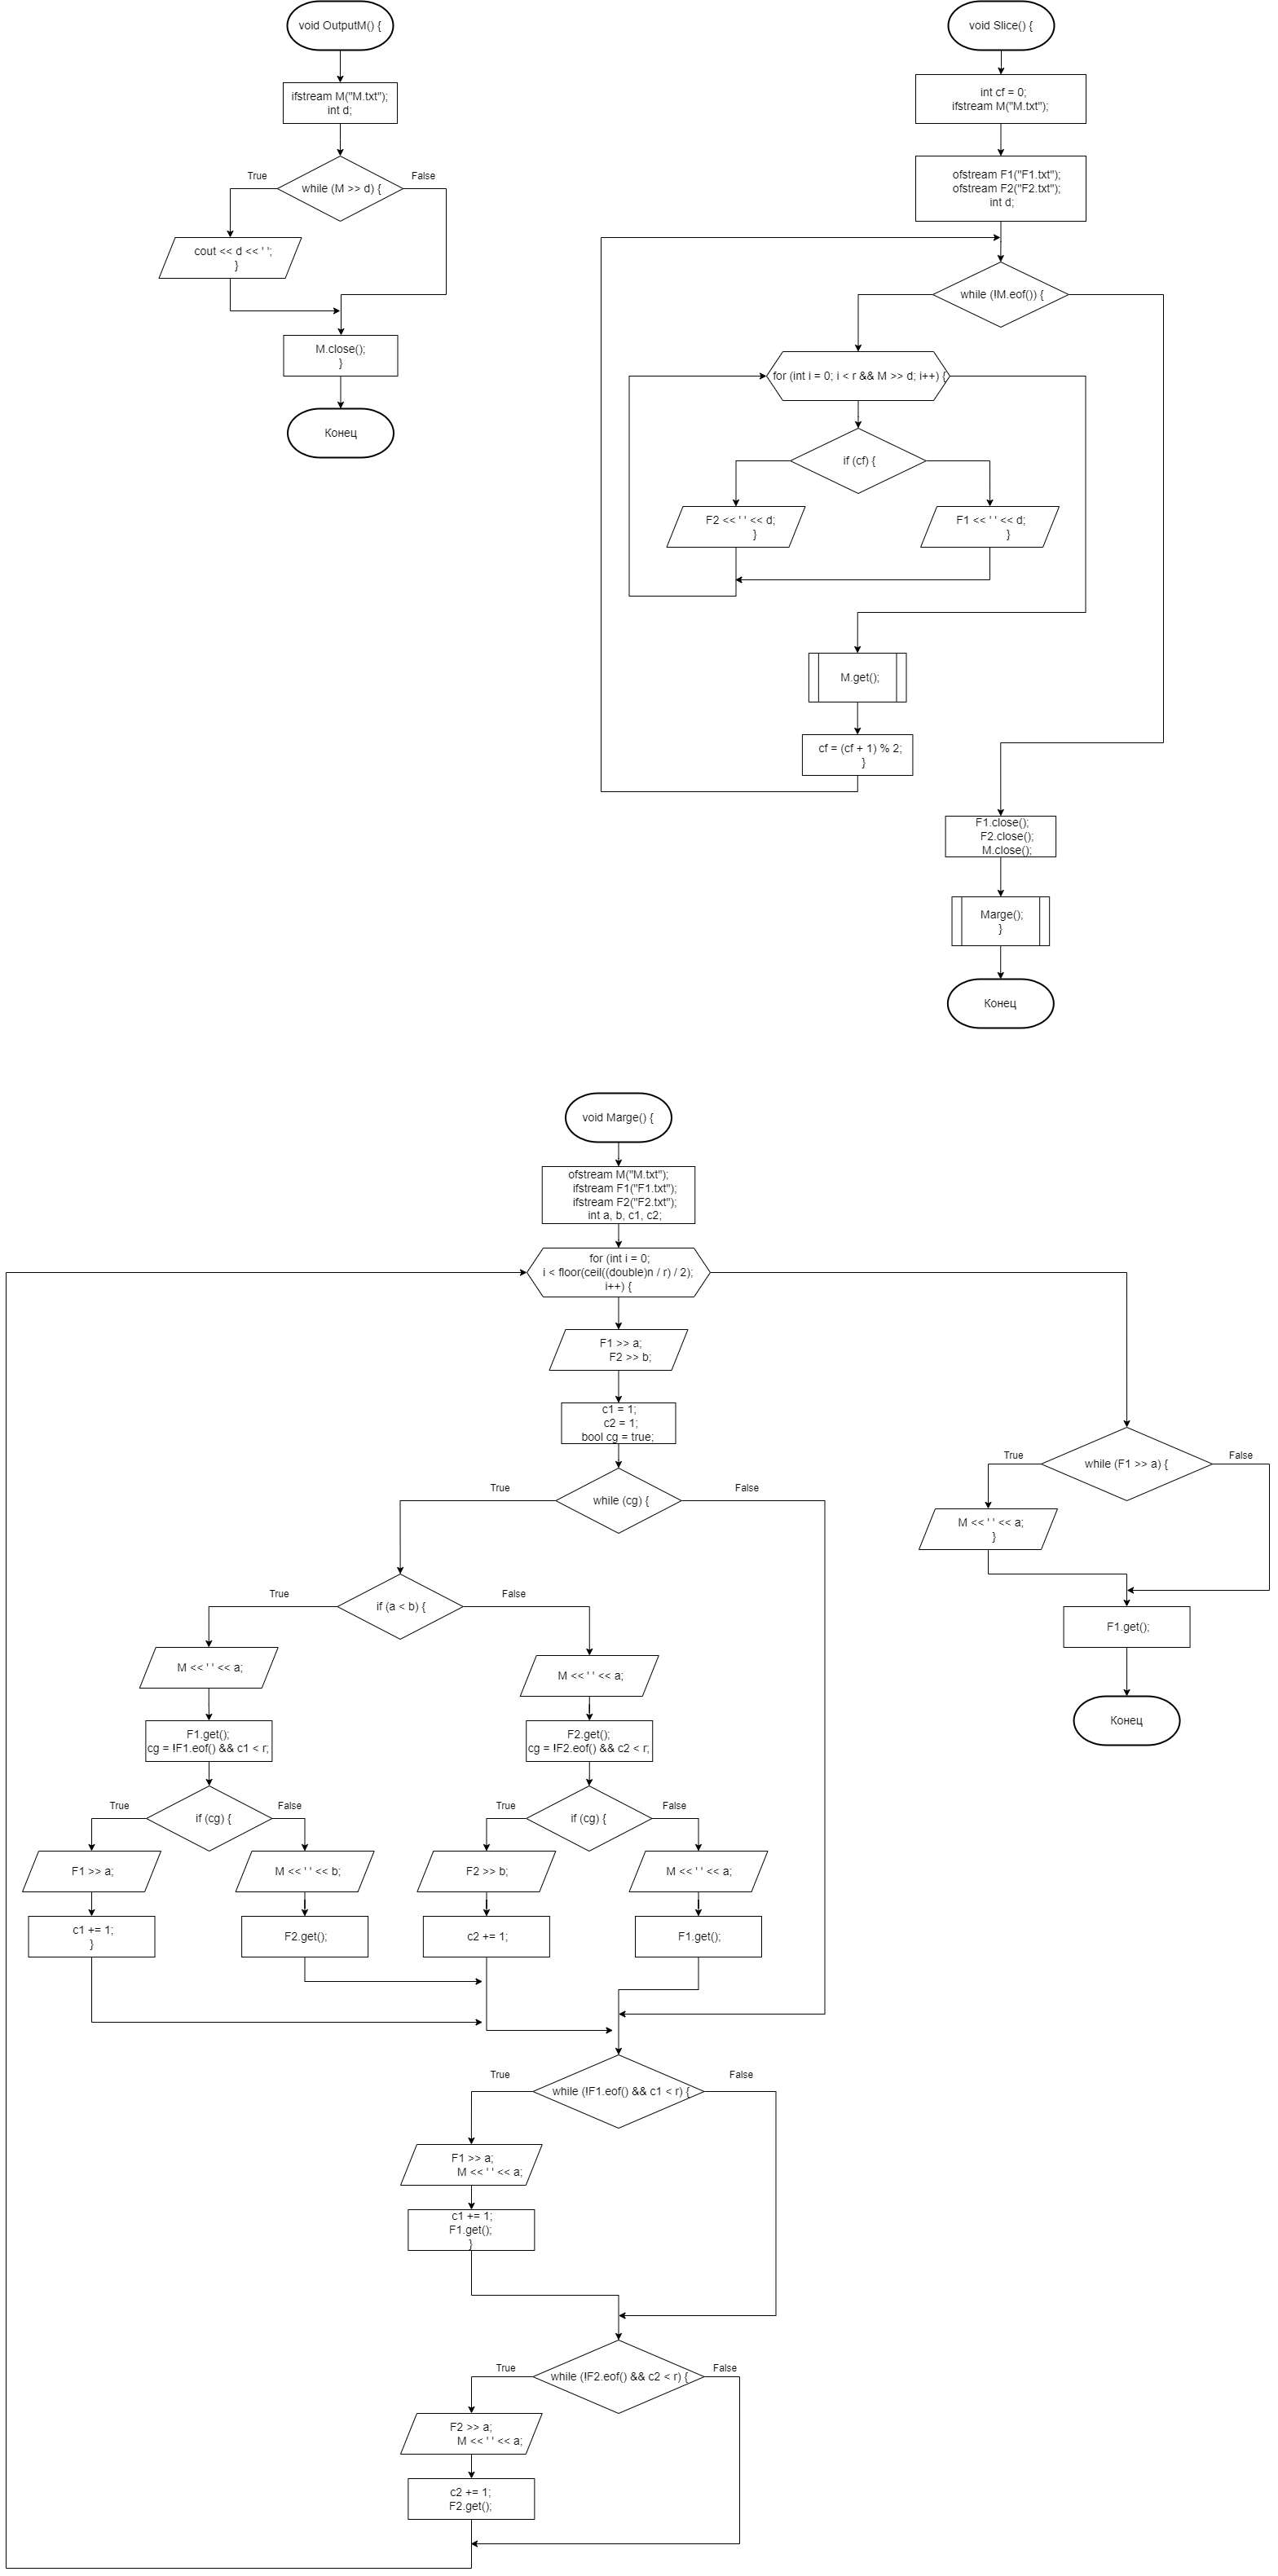 void OutputM() {
ifstream M("M.txt");
int d;
while (M >> d) {
True
False
cout << d << ' ';
}
M.close();
}
Конец
void Slice() {
int cf = 0;
ifstream M("M.txt");
ofstream F1("F1.txt");
ofstream F2("F2.txt");
int d;
while (!M.eof()) {
for (int i = 0; i < r && M >> d; i++) {
if (cf) {
F2 << ' ' << d;
}
F1 << ' ' << d;
}
M.get();
cf = (cf + 1) % 2;
}
F1.close();
F2.close();
M.close();
Marge();
}
Конец
void Marge() {
ofstream M("M.txt");
ifstream F1("F1.txt");
ifstream F2("F2.txt");
int a, b, c1, c2;
for (int i = 0;
i < floor(ceil((double)n / r) / 2);
i++) {
F1 >> a;
F2 >> b;
c1 = 1;
c2 = 1;
bool cg = true;
while (cg) {
True
False
if (a < b) {
True
False
M << ' ' << a;
M << ' ' << a;
F1.get();
cg = !F1.eof() && c1 < r;
F2.get();
cg = !F2.eof() && c2 < r;
if (cg) {
True
False
if (cg) {
True
False
F1 >> a;
M << ' ' << b;
F2 >> b;
M << ' ' << a;
c1 += 1;
}
F2.get();
c2 += 1;
F1.get();
while (!F1.eof() && c1 < r) {
True
False
F1 >> a;
M << ' ' << a;
c1 += 1;
F1.get();
}
while (!F2.eof() && c2 < r) {
True
False
F2 >> a;
M << ' ' << a;
c2 += 1;
F2.get();
while (F1 >> a) {
True
False
M << ' ' << a;
}
F1.get();
Конец